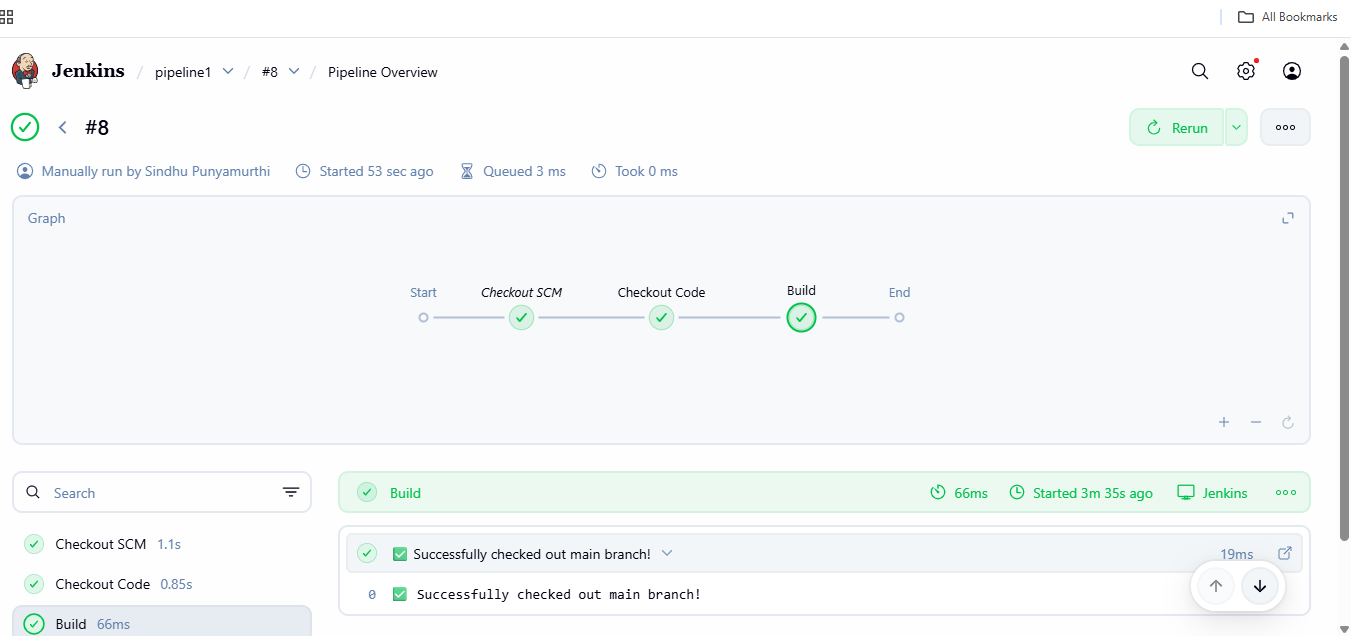 All Bookmarks
Jenkins / pipeline1 / #8 / Pipeline Overview
#8
Rerun
Manually run by Sindhu Punyamurthi Started 53 sec ago Queued 3 ms Took 0 ms
Graph
Start Checkout SCM Checkout Code Build End
Search
Build 66ms Started 3m 35s ago Jenkins
Checkout SCM 1.1s
✅ Successfully checked out main branch! 19ms
Checkout Code 0.85s
0 ✅ Successfully checked out main branch!
Build 66ms